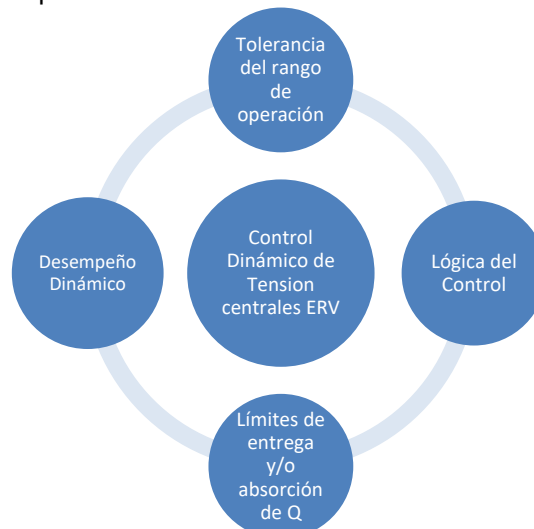 Tolerancia
del rango
de
operación
Control
Dinámico de
Tension
centrales ERV
Desempeño
Dinámico
Lógica del
Control
Límites de
entrega
y/o
absorción
de Q